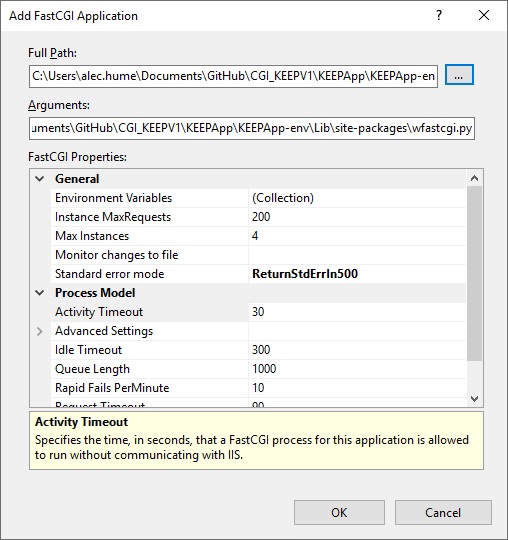 Add FastCGI Application
?
Full Path:
C:\Users\alec.hume\Documents\GitHub\CGI_KEEPV1\KEEPApp\KEEPApp-en
...
Arguments:
uments\GitHub\CGI_KEEPV1\KEEPApp\KEEPApp-env\Lib\site-packages\wfastcgi.py
FastCGI Properties:
General
Environment Variables (Collection)
Instance MaxRequests 200
Max Instances 4
Monitor changes to file
Standard error mode ReturnStdErrIn500
Process Model
Activity Timeout 30
Advanced Settings
Idle Timeout 300
Queue Length 1000
Rapid Fails PerMinute 10
Request Timeout 90
Activity Timeout
Specifies the time, in seconds, that a FastCGI process for this application is allowed
to run without communicating with IIS.
OK Cancel